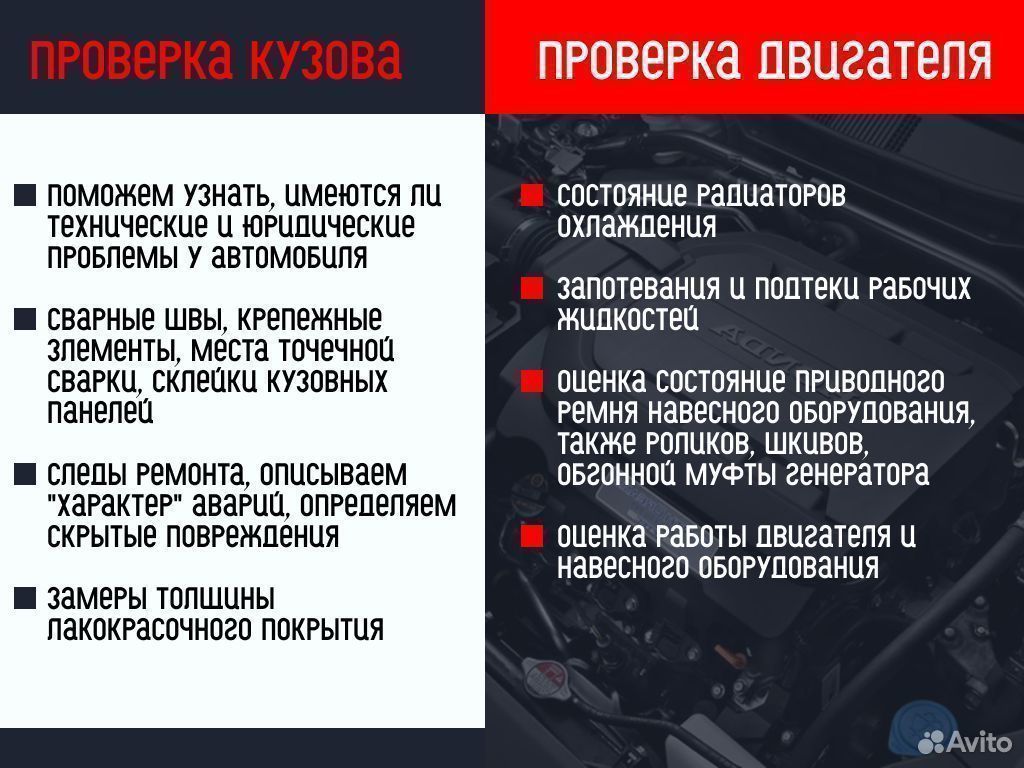 ПРОВЕРКА КУЗОВА
ПОМОЖЕМ УЗНАТЬ, ИМЕЮТСЯ ЛИ
ТЕХНИЧЕСКИЕ И ЮРИДИЧЕСКИЕ
ПРОБЛЕМЫ У АВТОМОБИЛЯ
СВАРНЫЕ ШВЫ, КРЕПЕЖНЫЕ
ЭЛЕМЕНТЫ, МЕСТА ТОЧЕЧНОЙ
СВАРКИ, СКЛЕЙКИ КУЗОВНЫХ
ПАНЕЛЕЙ
СЛЕДЫ РЕМОНТА, ОПИСЫВАЕМ
"ХАРАКТЕР" АВАРИЙ, ОПРЕДЕЛЯЕМ
СКРЫТЫЕ ПОВРЕЖДЕНИЯ
ЗАМЕРЫ ТОЛЩИНЫ
ЛАКОКРАСОЧНОГО ПОКРЫТИЯ
ПРОВЕРКА ДВИГАТЕЛЯ
СОСТОЯНИЕ РАДИАТОРОВ
ОХЛАЖДЕНИЯ
ЗАПОТЕВАНИЯ И ПОДТЕКИ РАБОЧИХ
ЖИДКОСТЕЙ
ОЦЕНКА СОСТОЯНИЕ ПРИВОДНОГО
РЕМНЯ НАВЕСНОГО ОБОРУДОВАНИЯ,
ТАКЖЕ РОЛИКОВ, ШКИВОВ,
ОБГОННОЙ МУФТЫ ГЕНЕРАТОРА
ОЦЕНКА РАБОТЫ ДВИГАТЕЛЯ И
НАВЕСНОГО ОБОРУДОВАНИЯ
Avito